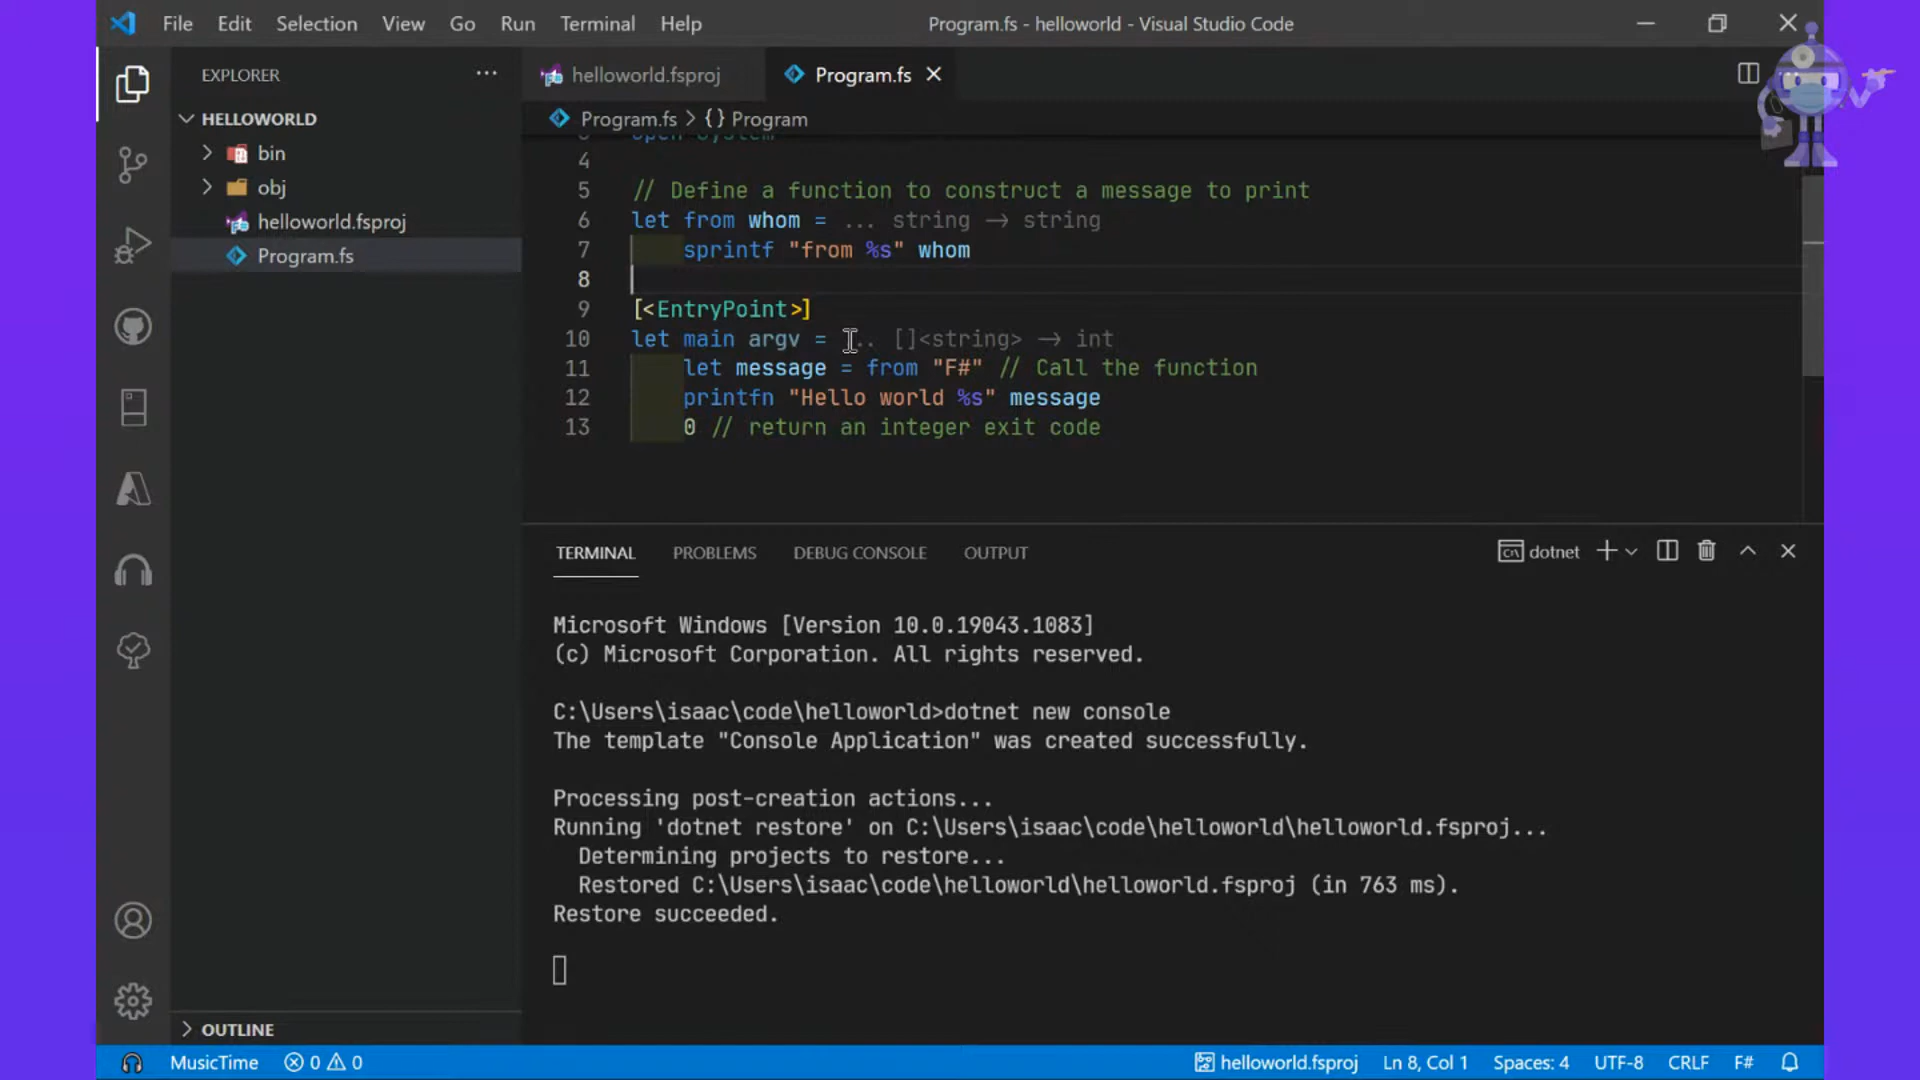 File Edit Selection View Go Run Terminal Help Program.fs - helloworld - Visual Studio Code
EXPLORER
HELLOWORLD
bin
obj
helloworld.fsproj
Program.fs
OUTLINE
helloworld.fsproj Program.fs
Program.fs > {} Program
open System
4
5 // Define a function to construct a message to print
6 let from whom = ... string → string
7 sprintf "from %s" whom
8
9 [<EntryPoint>]
10 let main argv = ... []<string> → int
11 let message = from "F#" // Call the function
12 printfn "Hello world %s" message
13 0 // return an integer exit code
TERMINAL PROBLEMS DEBUG CONSOLE OUTPUT dotnet
Microsoft Windows [Version 10.0.19043.1083]
(c) Microsoft Corporation. All rights reserved.
C:\Users\isaac\code\helloworld>dotnet new console
The template "Console Application" was created successfully.
Processing post-creation actions...
Running 'dotnet restore' on C:\Users\isaac\code\helloworld\helloworld.fsproj...
Determining projects to restore...
Restored C:\Users\isaac\code\helloworld\helloworld.fsproj (in 763 ms).
Restore succeeded.
MusicTime 0 0 helloworld.fsproj Ln 8, Col 1 Spaces: 4 UTF-8 CRLF F#